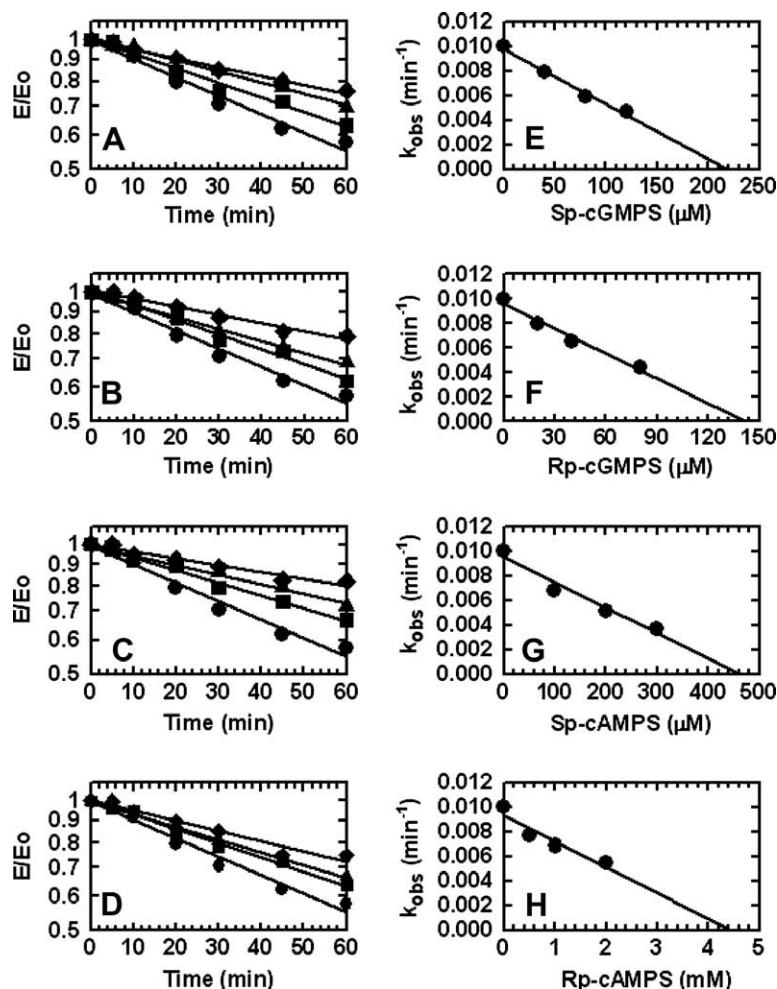 1
0.9
0.8
0.7
0.6
0.5
E/Eo
A
0 10 20 30 40 50 60
Time (min)
0.012
0.010
0.008
0.006
0.004
0.002
0.000
kobs (min-1)
E
0 50 100 150 200 250
Sp-cGMPS (µM)
1
0.9
0.8
0.7
0.6
0.5
E/Eo
B
0 10 20 30 40 50 60
Time (min)
0.012
0.010
0.008
0.006
0.004
0.002
0.000
kobs (min-1)
F
0 30 60 90 120 150
Rp-cGMPS (µM)
1
0.9
0.8
0.7
0.6
0.5
E/Eo
C
0 10 20 30 40 50 60
Time (min)
0.012
0.010
0.008
0.006
0.004
0.002
0.000
kobs (min-1)
G
0 100 200 300 400 500
Sp-cAMPS (µM)
1
0.9
0.8
0.7
0.6
0.5
E/Eo
D
0 10 20 30 40 50 60
Time (min)
0.012
0.010
0.008
0.006
0.004
0.002
0.000
kobs (min-1)
H
0 1 2 3 4 5
Rp-cAMPS (mM)